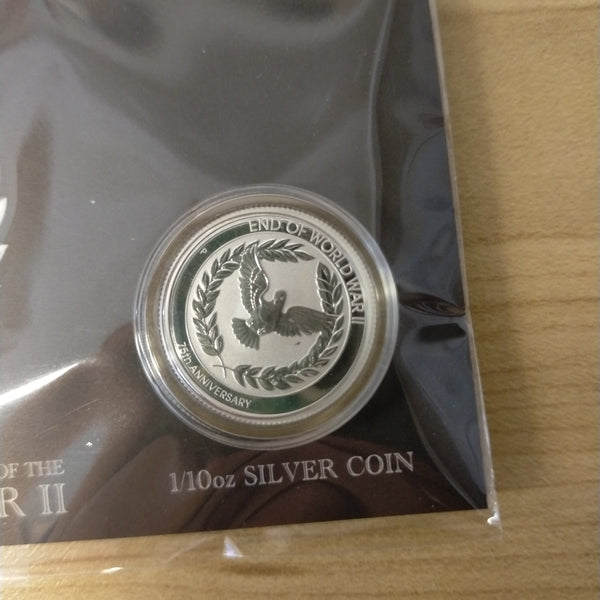 END OF WORLD WAR II
P
75th ANNIVERSARY
OF THE
R II
1/10oz SILVER COIN